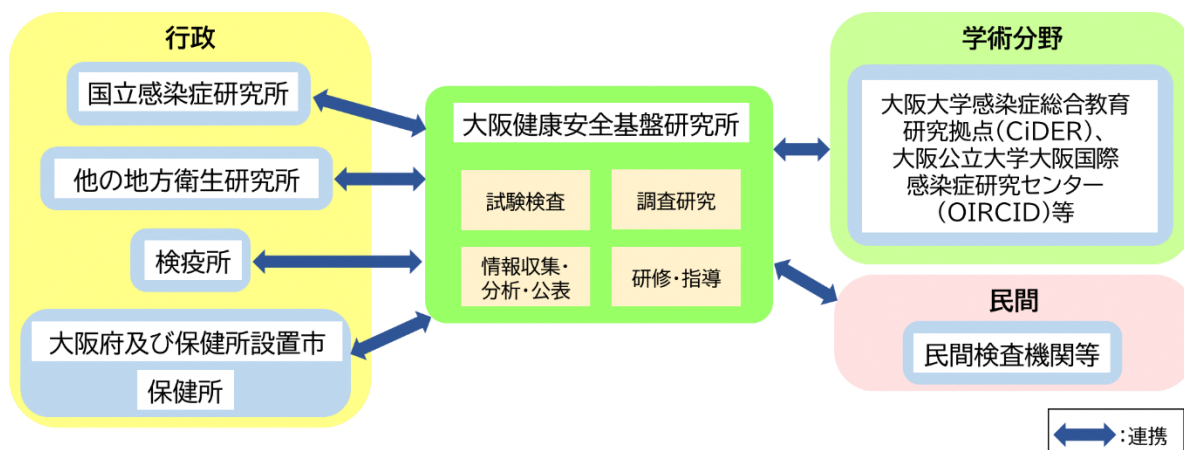 行政
国立感染症研究所
他の地方衛生研究所
検疫所
大阪府及び保健所設置市
保健所
大阪健康安全基盤研究所
試験検査
調査研究
情報収集・
分析・公表
研修・指導
学術分野
大阪大学感染症総合教育
研究拠点(CiDER)、
大阪公立大学大阪国際
感染症研究センター
(OIRCID)等
民間
民間検査機関等
:連携